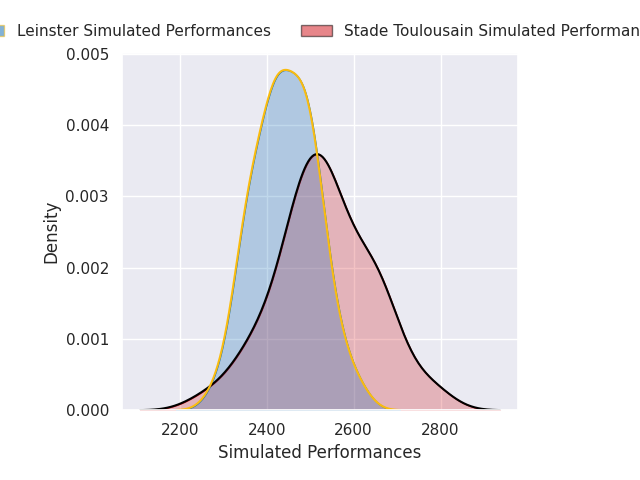 Leinster Simulated Performances
Stade Toulousain Simulated Performan
0.005
0.004
0.003
0.002
0.001
0.000
Density
2200
2400
2600
2800
Simulated Performances